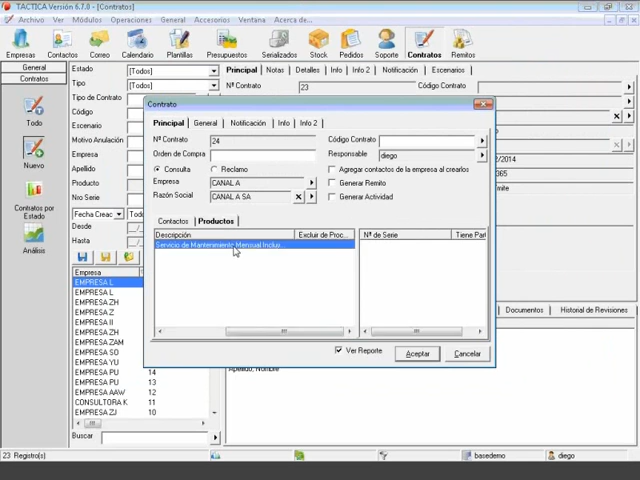 TACTICA Versión 6.7.0 - [Contratos]
Archivo Ver Módulos Operaciones General Accesorios Ventana Acerca de...
Empresas Contactos Correo Calendario Plantillas Presupuestos Serializados Stock Pedidos Soporte Contratos Remitos
General
Contratos
Todo
Nuevo
Contratos por Estado
Análisis
Estado [Todos]
Tipo [Todos]
Tipo de Contrato
Código
Escenario
Motivo Anulación
Empresa
Apellido
Producto
Nro Serie
Fecha Creac
Desde
Hasta
Principal Notas Detalles Info Info 2 Notificación Escenarios
Nº Contrato 23 Código Contrato
Contrato
Principal General Notificación Info Info 2
Nº Contrato 24 Código Contrato
Orden de Compra Responsable diego
Consulta Reclamo Agregar contactos de la empresa al crearlos
Empresa CANAL A Generar Remito
Razón Social CANAL A SA Generar Actividad
Contactos Productos
Descripción Excluir de Proc... Nº de Serie Tiene Part
Servicio de Mantenimiento Mensual Inclus...
Ver Reporte Aceptar Cancelar
/2014
365
Documentos Historial de Revisiones
Apellido, Nombre
Empresa
EMPRESA L
EMPRESA L
EMPRESA ZH
EMPRESA Z
EMPRESA II
EMPRESA ZH
EMPRESA ZAM
EMPRESA SO
EMPRESA YU
EMPRESA PU 14
EMPRESA PU 13
EMPRESA AAW 12
CONSULTORA K 11
EMPRESA ZJ 10
Buscar
23 Registro(s) basedemo diego